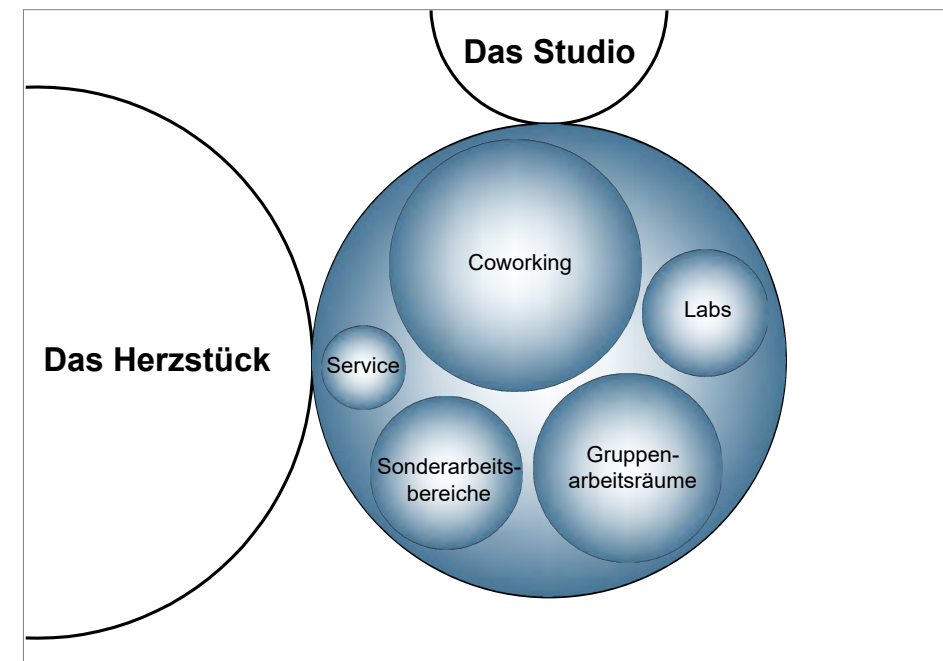 Das Studio
Coworking
Labs
Das Herzstück
Service
Gruppen-
arbeitsräume
Sonderarbeits-
bereiche